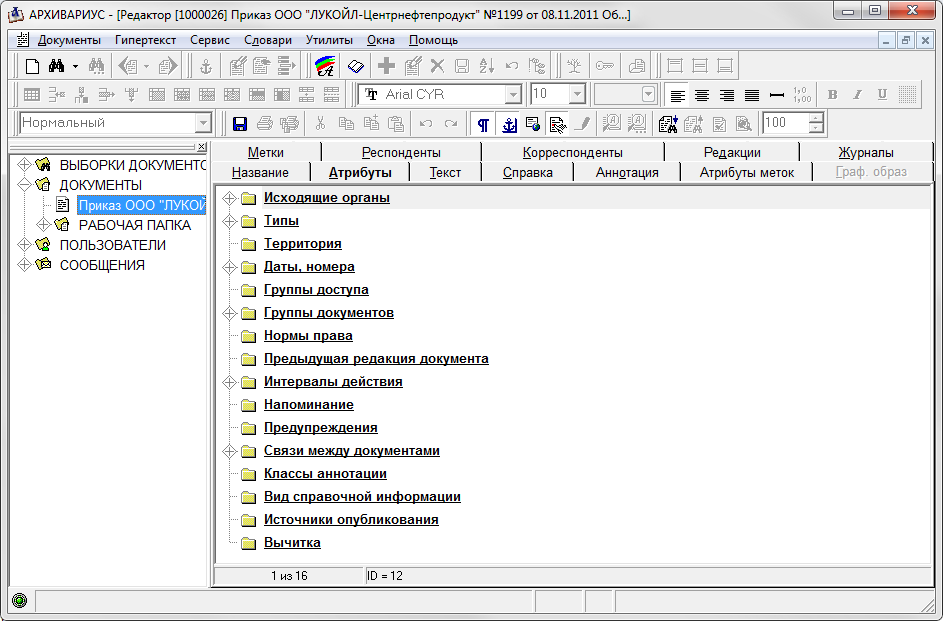 АРХИВАРИУС - [Редактор [1000026] Приказ ООО "ЛУКОЙЛ-Центрнефтепродукт" №1199 от 08.11.2011 Об...]
Документы Гипертекст Сервис Словари Утилиты Окна Помощь
Arial CYR 10
Нормальный 100
ВЫБОРКИ ДОКУМЕНТО
ДОКУМЕНТЫ
Приказ ООО "ЛУКОЙ
РАБОЧАЯ ПАПКА
ПОЛЬЗОВАТЕЛИ
СООБЩЕНИЯ
Метки Респонденты Корреспонденты Редакции Журналы
Название Атрибуты Текст Справка Аннотация Атрибуты меток Граф. образ
Исходящие органы
Типы
Территория
Даты, номера
Группы доступа
Группы документов
Нормы права
Предыдущая редакция документа
Интервалы действия
Напоминание
Предупреждения
Связи между документами
Классы аннотации
Вид справочной информации
Источники опубликования
Вычитка
1 из 16 ID = 12